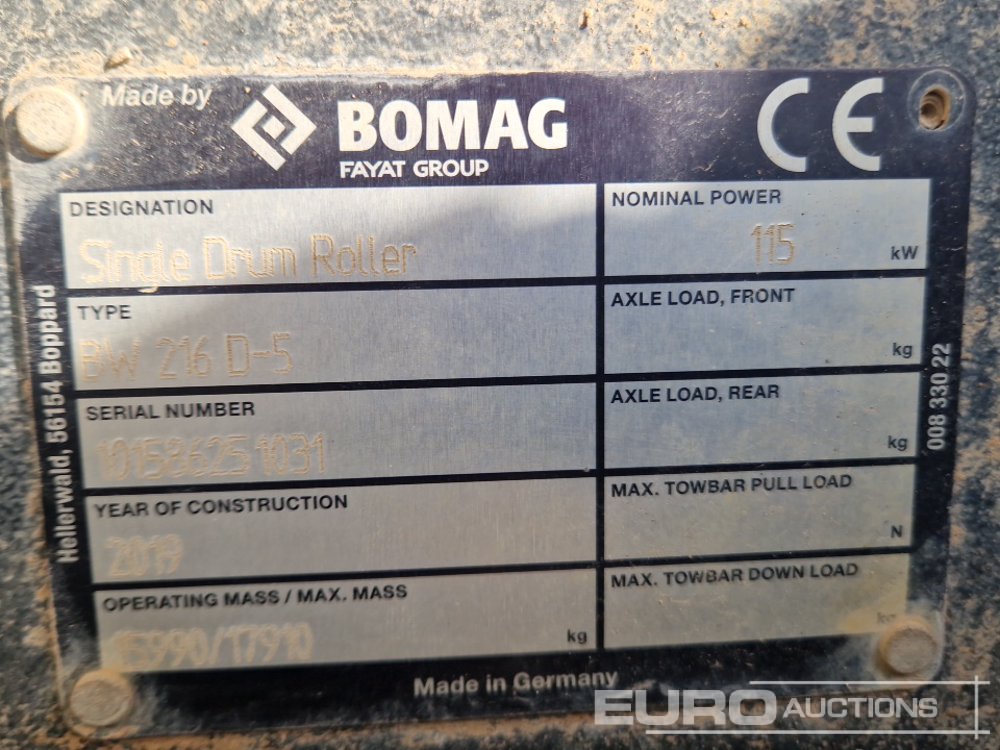 Made by
BOMAG
FAYAT GROUP
CE
DESIGNATION
Single Drum Roller
TYPE
BW 216 D-5
SERIAL NUMBER
101586251031
YEAR OF CONSTRUCTION
2019
OPERATING MASS / MAX. MASS
15990/17910 kg
NOMINAL POWER
115 kW
AXLE LOAD, FRONT
kg
AXLE LOAD, REAR
kg
MAX. TOWBAR PULL LOAD
N
MAX. TOWBAR DOWN LOAD
Hellerwald, 56154 Boppard
008 330 22
Made in Germany
EURO AUCTIONS